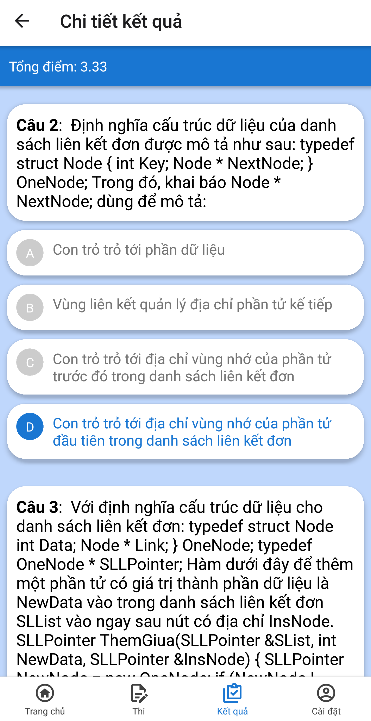 Chi tiết kết quả
Tổng điểm: 3.33
Câu 2:  Định nghĩa cấu trúc dữ liệu của danh
sách liên kết đơn được mô tả như sau: typedef
struct Node { int Key; Node * NextNode; }
OneNode; Trong đó, khai báo Node *
NextNode; dùng để mô tả:
A Con trỏ trỏ tới phần dữ liệu
B Vùng liên kết quản lý địa chỉ phần tử kế tiếp
C Con trỏ trỏ tới địa chỉ vùng nhớ của phần tử
trước đó trong danh sách liên kết đơn
D Con trỏ trỏ tới địa chỉ vùng nhớ của phần tử
đầu tiên trong danh sách liên kết đơn
Câu 3:  Với định nghĩa cấu trúc dữ liệu cho
danh sách liên kết đơn: typedef struct Node
int Data; Node * Link; } OneNode; typedef
OneNode * SLLPointer; Hàm dưới đây để thêm
một phần tử có giá trị thành phần dữ liệu là
NewData vào trong danh sách liên kết đơn
SLList vào ngay sau nút có địa chỉ InsNode.
SLLPointer ThemGiua(SLLPointer &SList, int
NewData, SLLPointer &InsNode) { SLLPointer
NewNode = new OneNode; if (NewNode !
Trang chủ
Thi
Kết quả
Cài đặt